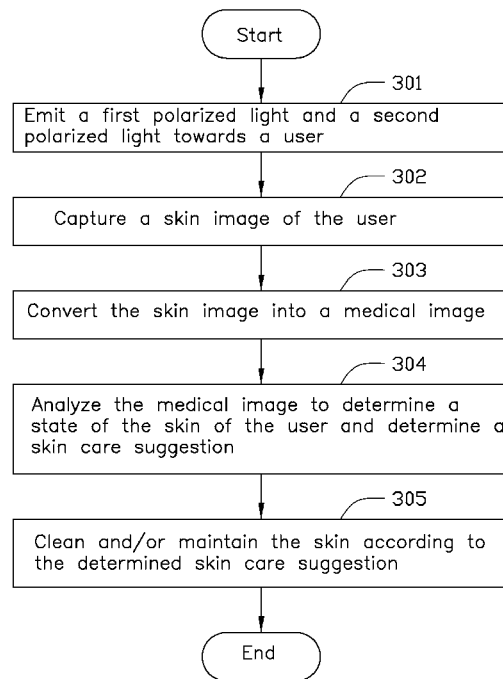 Start
301
Emit a first polarized light and a second
polarized light towards a user
302
Capture a skin image of the user
303
Convert the skin image into a medical image
304
Analyze the medical image to determine a
state of the skin of the user and determine a
skin care suggestion
305
Clean and/or maintain the skin according to
the determined skin care suggestion
End